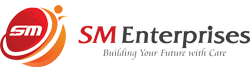 SM
SM Enterprises
Building Your Future with Care